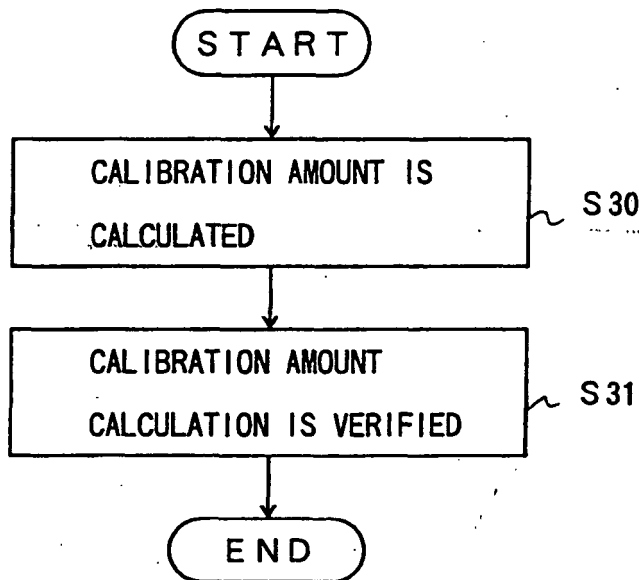 START
CALIBRATION AMOUNT IS
CALCULATED
S30
CALIBRATION AMOUNT
CALCULATION IS VERIFIED
S31
END